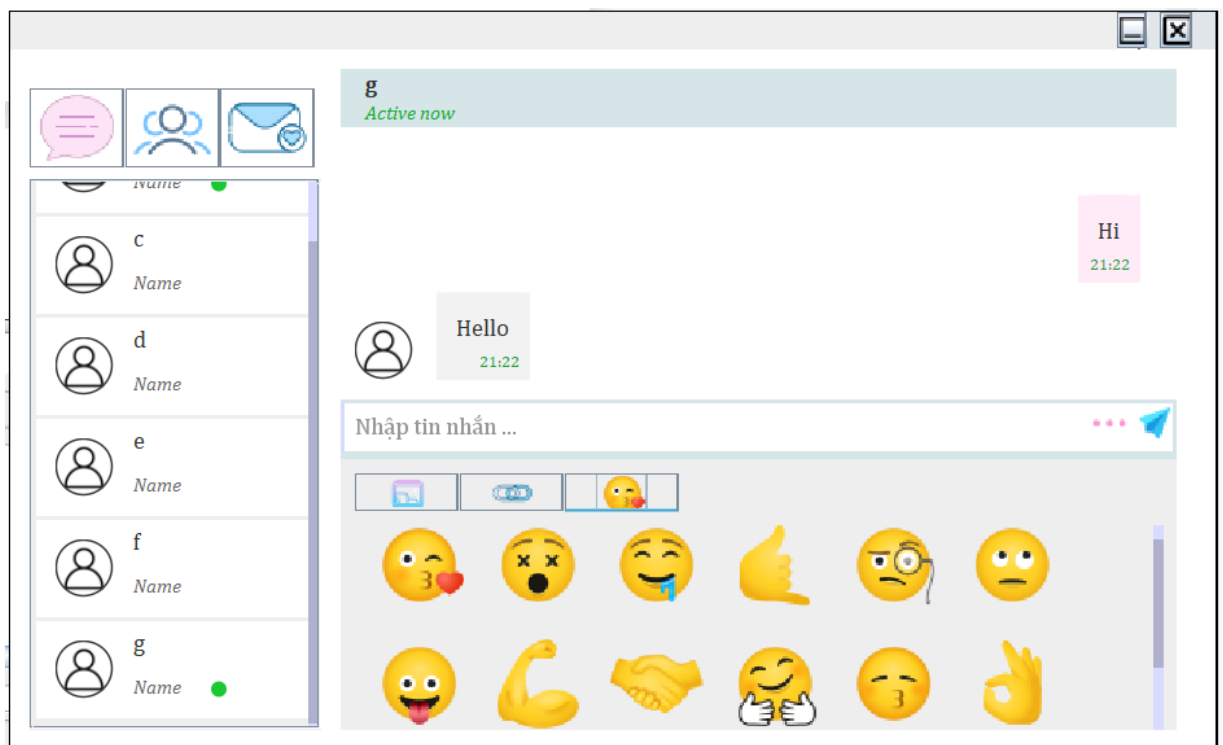 Name
c
Name
d
Name
e
Name
f
Name
g
Name
g
Active now
Hi
21:22
Hello
21:22
Nhập tin nhắn ...